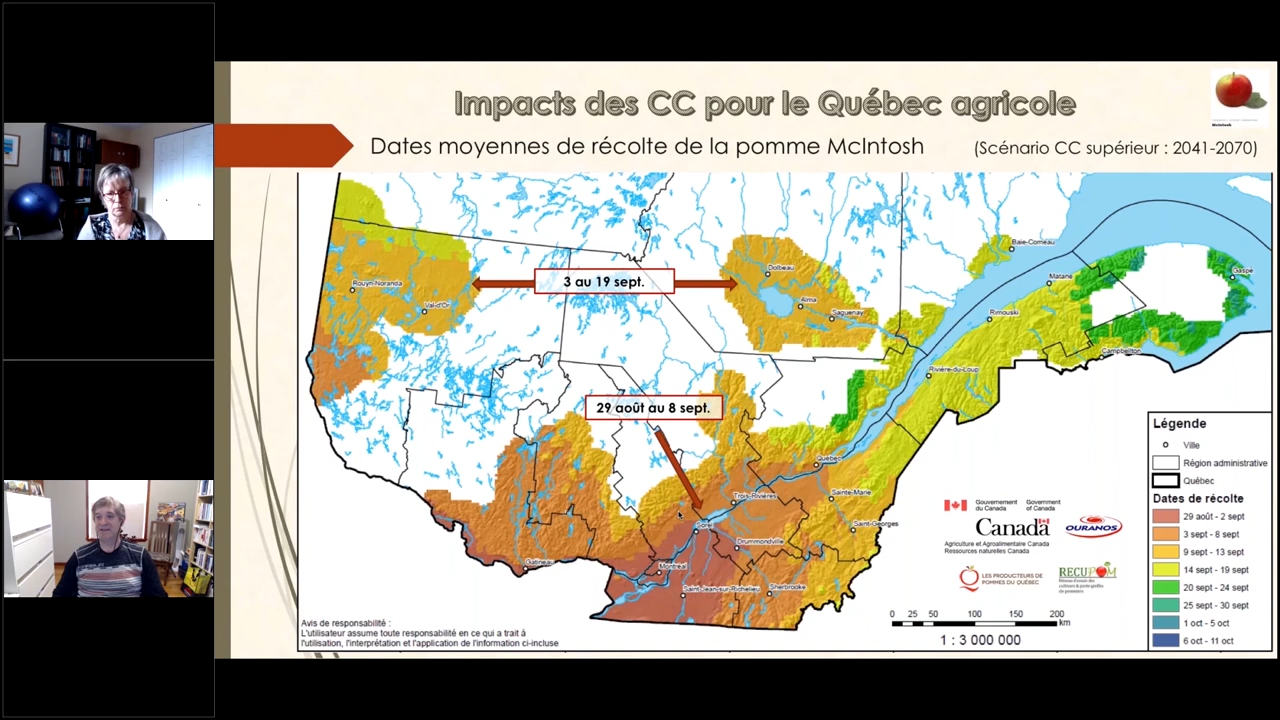 Impacts des CC pour le Québec agricole
Dates moyennes de récolte de la pomme McIntosh
(Scénario CC supérieur : 2041-2070)
McIntosh
Baie-Comeau
Dolbeau
Gaspé
Matane
Rouyn-Noranda
3 au 19 sept.
Alma
Val-d'Or
Saguenay
Rimouski
Campbellton
Rivière-du-Loup
29 août au 8 sept.
Québec
Trois-Rivières
Sainte-Marie
Sorel
Saint-Georges
Drummondville
Gatineau
Montréal
Saint-Jean-sur-Richelieu
Sherbrooke
Légende
Ville
Région administrative
Québec
Dates de récolte
29 août - 2 sept
3 sept - 8 sept
9 sept - 13 sept
14 sept - 19 sept
20 sept - 24 sept
25 sept - 30 sept
1 oct - 5 oct
6 oct - 11 oct
Gouvernement du Canada
Government of Canada
Canada
OURANOS
Agriculture et Agroalimentaire Canada
Ressources naturelles Canada
LES PRODUCTEURS DE
POMMES DU QUÉBEC
RECUPOM
0 25 50 100 150 200
km
1 : 3 000 000
Avis de responsabilité :
L'utilisateur assume toute responsabilité en ce qui a trait à
l'utilisation, l'interprétation et l'application de l'information ci-incluse